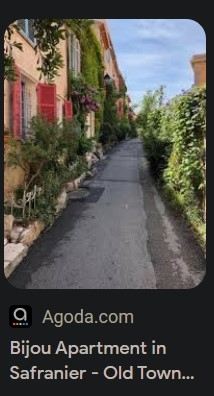 Agoda.com
Bijou Apartment in
Safranier - Old Town...